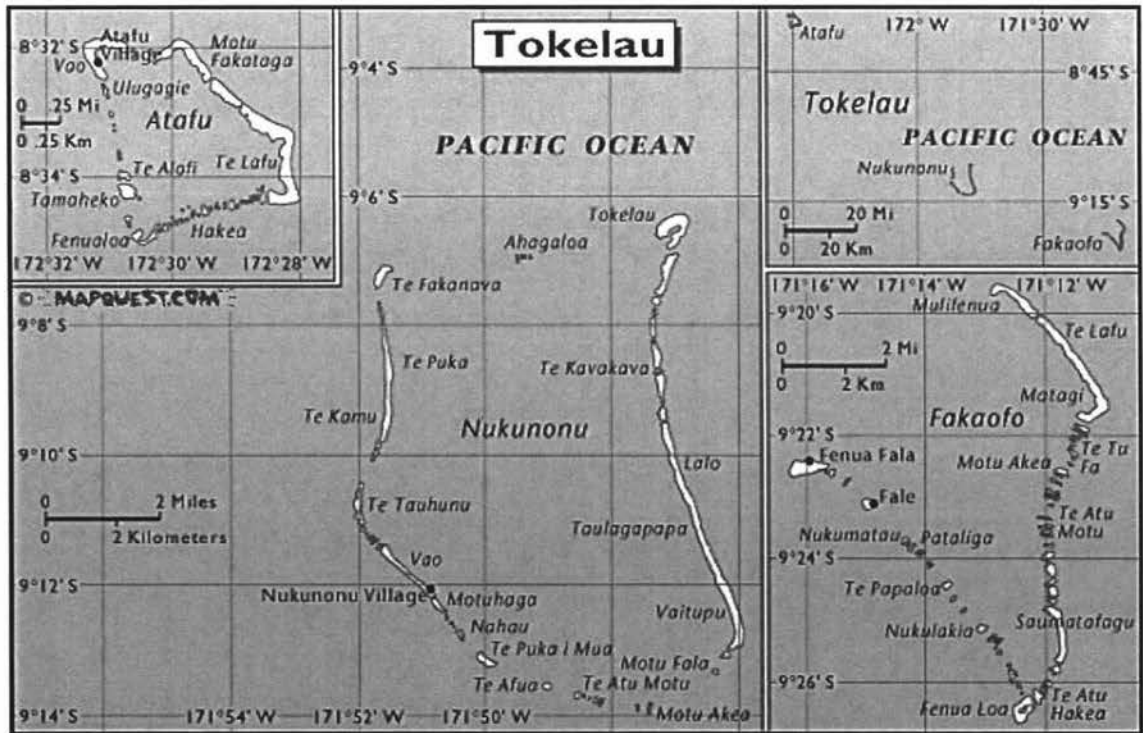 Tokelau
8°32' S
Atafu
Village
Vao
Motu
Fakataga
Ulugagie
0 .25 Mi
0 .25 Km
Atafu
8°34' S
Te Alofi
Te Lafu
Tamaheko
Fenualoa
Hakea
172°32' W
172°30' W
172°28' W
© MAPQUEST.COM
9°4' S
PACIFIC OCEAN
9°6' S
Tokelau
Ahagaloa
Te Fakanava
9°8' S
Te Puka
Te Kavakava
Te Kamu
Nukunonu
9°10' S
Lalo
0 2 Miles
0 2 Kilometers
Te Tauhunu
Taulagapapa
Vao
9°12' S
Nukunonu Village
Motuhaga
Vaitupu
Nahau
Te Puka i Mua
Motu Fala
Te Afua
Te Atu Motu
Motu Akea
9°14' S
171°54' W
171°52' W
171°50' W
Atafu
172° W
171°30' W
8°45' S
Tokelau
PACIFIC OCEAN
Nukunonu
9°15' S
0 20 Mi
0 20 Km
Fakaofo
171°16' W
171°14' W
171°12' W
Mulifenua
9°20' S
Te Lafu
0 2 Mi
0 2 Km
Matagi
Fakaofo
9°22' S
Fenua Fala
Motu Akea
Te Tu
Fa
Fale
Te Atu
Motu
Nukumatau
Pataliga
9°24' S
Te Papaloa
Saumatafagu
Nukulakia
9°26' S
Te Atu
Hakea
Fenua Loa